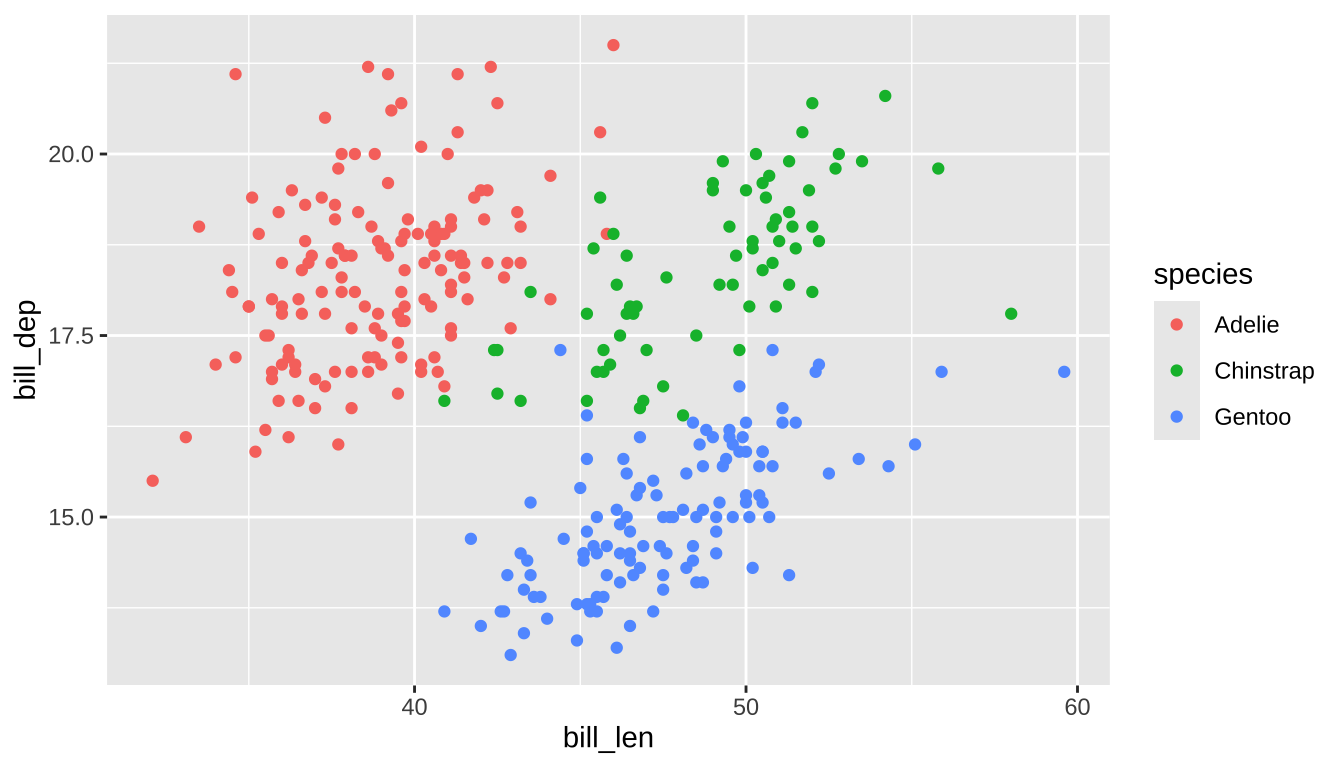 20.0
17.5
15.0
bill_dep
40
50
60
bill_len
species
Adelie
Chinstrap
Gentoo